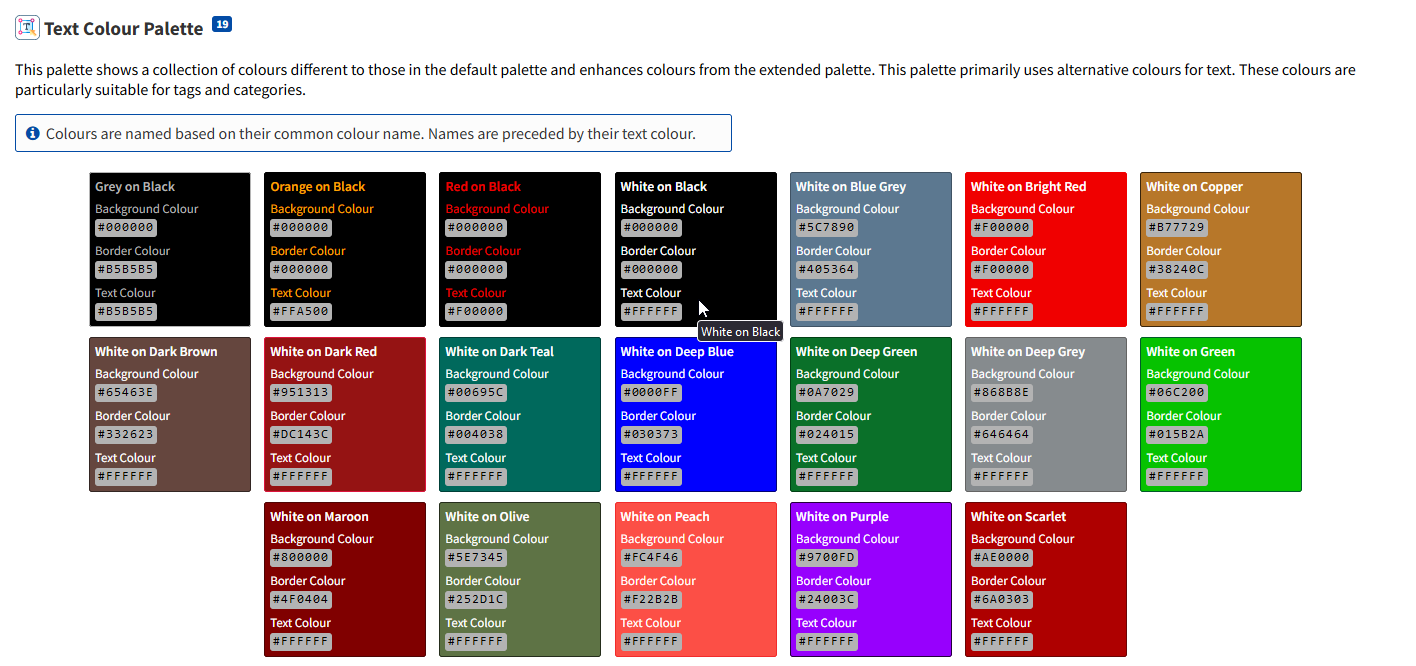 Text Colour Palette 19
This palette shows a collection of colours different to those in the default palette and enhances colours from the extended palette. This palette primarily uses alternative colours for text. These colours are
particularly suitable for tags and categories.
Colours are named based on their common colour name. Names are preceded by their text colour.
Grey on Black
Background Colour
#000000
Border Colour
#B5B5B5
Text Colour
#B5B5B5
Orange on Black
Background Colour
#000000
Border Colour
#000000
Text Colour
#FFA500
Red on Black
Background Colour
#000000
Border Colour
#000000
Text Colour
#F00000
White on Black
Background Colour
#000000
Border Colour
#000000
Text Colour
#FFFFFF
White on Black
White on Blue Grey
Background Colour
#5C7890
Border Colour
#405364
Text Colour
#FFFFFF
White on Bright Red
Background Colour
#F00000
Border Colour
#F00000
Text Colour
#FFFFFF
White on Copper
Background Colour
#B77729
Border Colour
#38240C
Text Colour
#FFFFFF
White on Dark Brown
Background Colour
#65463E
Border Colour
#332623
Text Colour
#FFFFFF
White on Dark Red
Background Colour
#951313
Border Colour
#DC143C
Text Colour
#FFFFFF
White on Dark Teal
Background Colour
#00695C
Border Colour
#004038
Text Colour
#FFFFFF
White on Deep Blue
Background Colour
#0000FF
Border Colour
#030373
Text Colour
#FFFFFF
White on Deep Green
Background Colour
#0A7029
Border Colour
#024015
Text Colour
#FFFFFF
White on Deep Grey
Background Colour
#868B8E
Border Colour
#646464
Text Colour
#FFFFFF
White on Green
Background Colour
#06C200
Border Colour
#015B2A
Text Colour
#FFFFFF
White on Maroon
Background Colour
#800000
Border Colour
#4F0404
Text Colour
#FFFFFF
White on Olive
Background Colour
#5E7345
Border Colour
#252D1C
Text Colour
#FFFFFF
White on Peach
Background Colour
#FC4F46
Border Colour
#F22B2B
Text Colour
#FFFFFF
White on Purple
Background Colour
#9700FD
Border Colour
#24003C
Text Colour
#FFFFFF
White on Scarlet
Background Colour
#AE0000
Border Colour
#6A0303
Text Colour
#FFFFFF